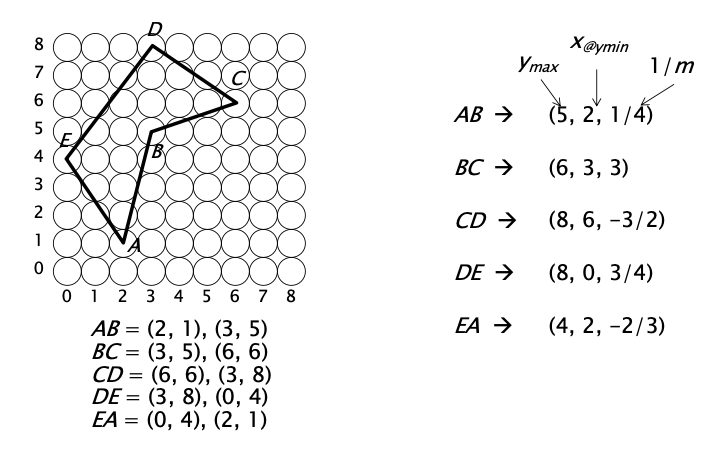 D
8
7
C
6
5
E
B
4
3
2
1
A
0
0 1 2 3 4 5 6 7 8
AB = (2, 1), (3, 5)
BC = (3, 5), (6, 6)
CD = (6, 6), (3, 8)
DE = (3, 8), (0, 4)
EA = (0, 4), (2, 1)
x@ymin
ymax
1/m
AB → (5, 2, 1/4)
BC → (6, 3, 3)
CD → (8, 6, −3/2)
DE → (8, 0, 3/4)
EA → (4, 2, −2/3)